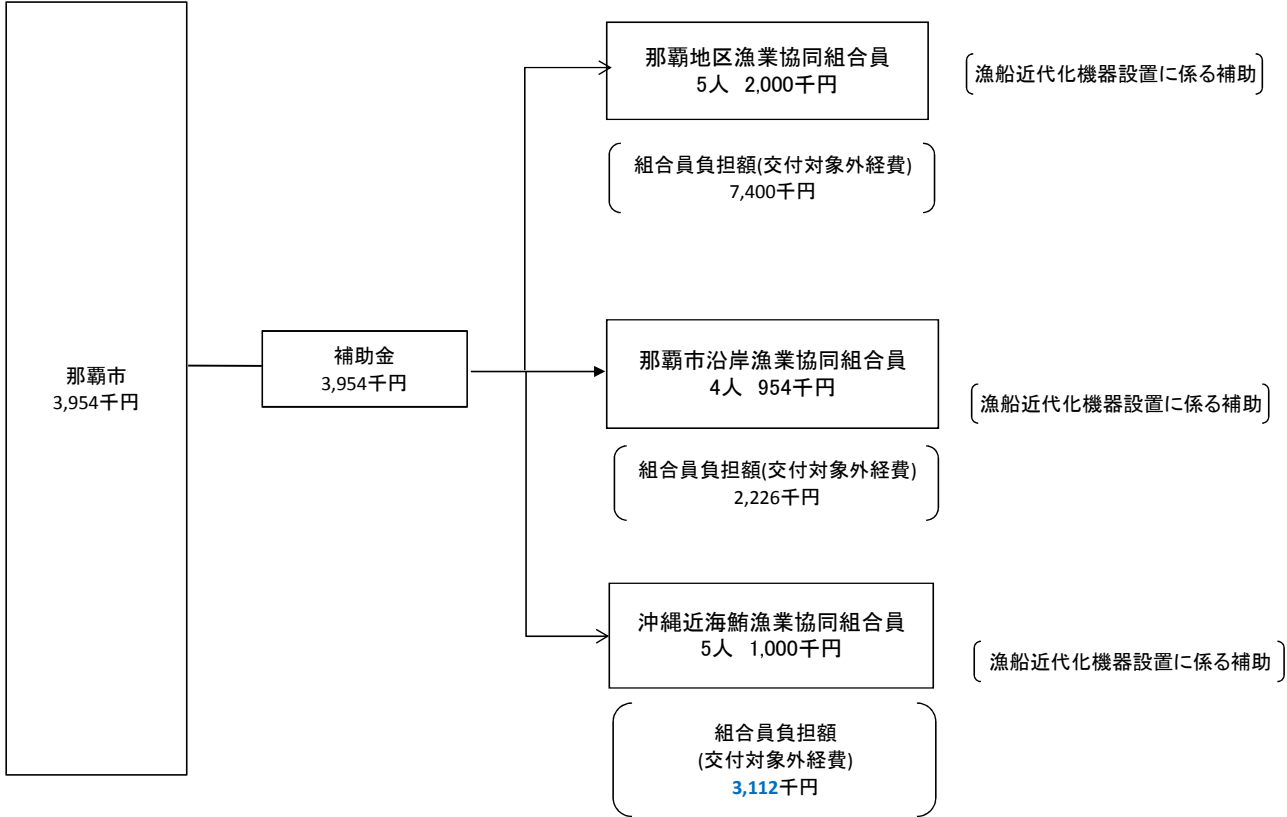 那覇市
3,954千円
補助金
3,954千円
那覇地区漁業協同組合員
5人 2,000千円
漁船近代化機器設置に係る補助
組合員負担額(交付対象外経費)
7,400千円
那覇市沿岸漁業協同組合員
4人 954千円
漁船近代化機器設置に係る補助
組合員負担額(交付対象外経費)
2,226千円
沖縄近海鮪漁業協同組合員
5人 1,000千円
漁船近代化機器設置に係る補助
組合員負担額
(交付対象外経費)
3,112千円